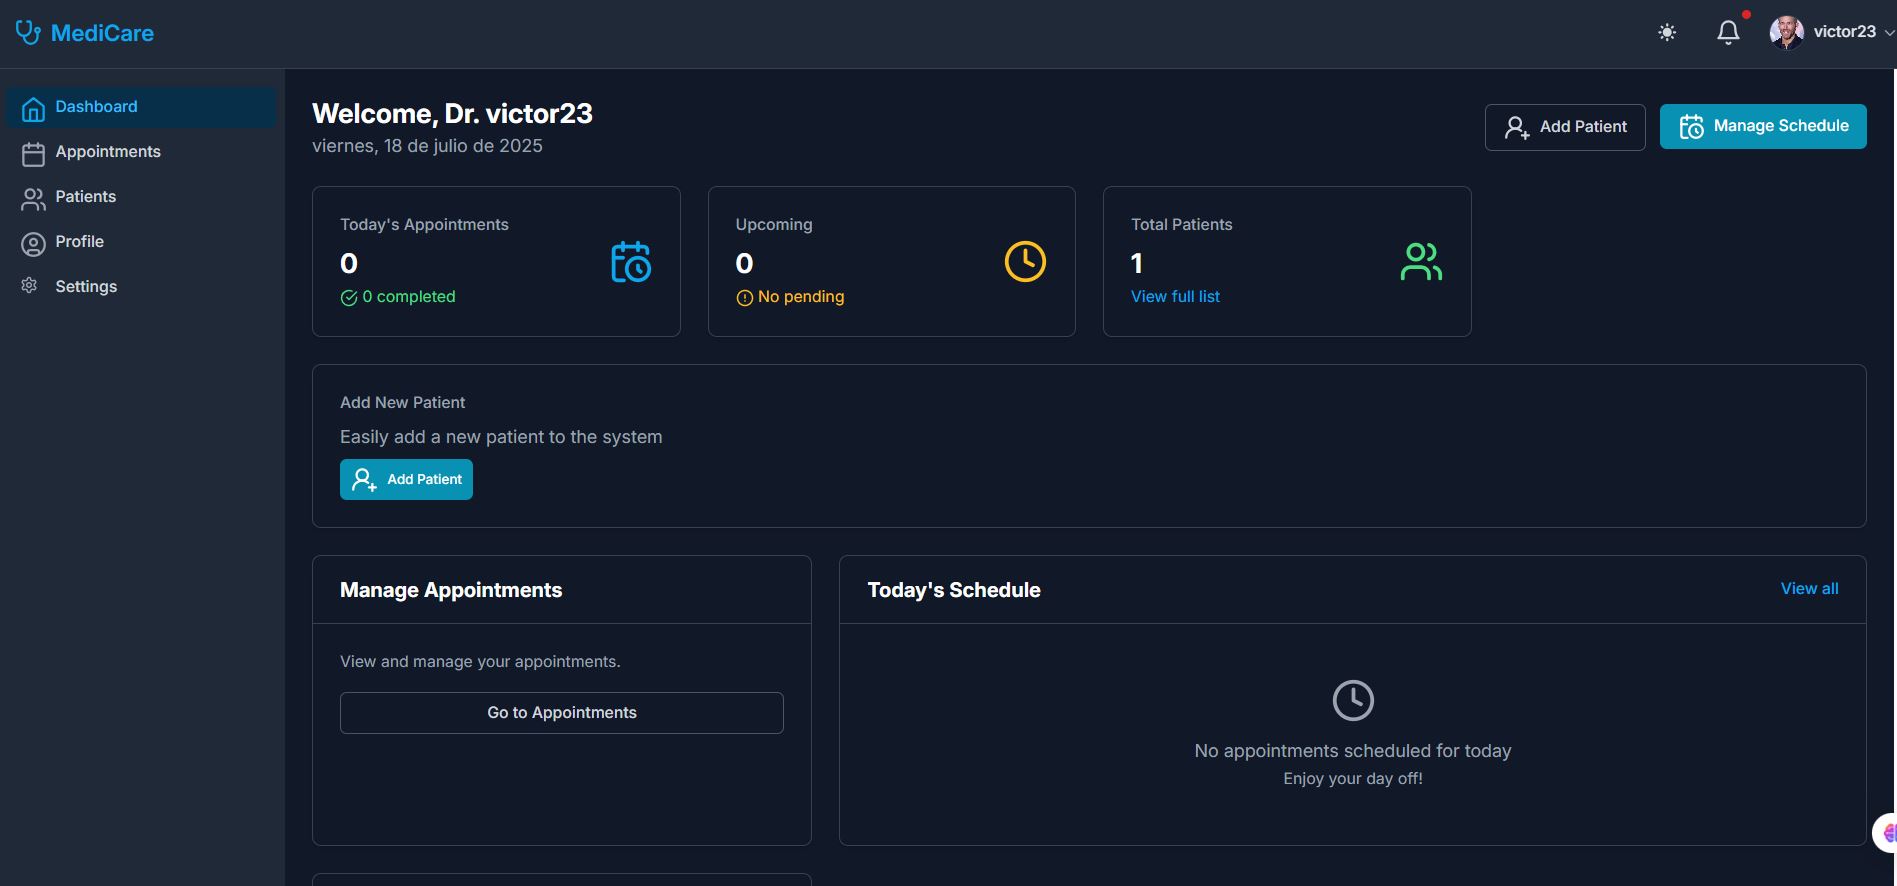 MediCare
victor23
Dashboard
Appointments
Patients
Profile
Settings
Welcome, Dr. victor23
viernes, 18 de julio de 2025
Add Patient
Manage Schedule
Today's Appointments
0
0 completed
Upcoming
0
No pending
Total Patients
1
View full list
Add New Patient
Easily add a new patient to the system
Add Patient
Manage Appointments
View and manage your appointments.
Go to Appointments
Today's Schedule
View all
No appointments scheduled for today
Enjoy your day off!